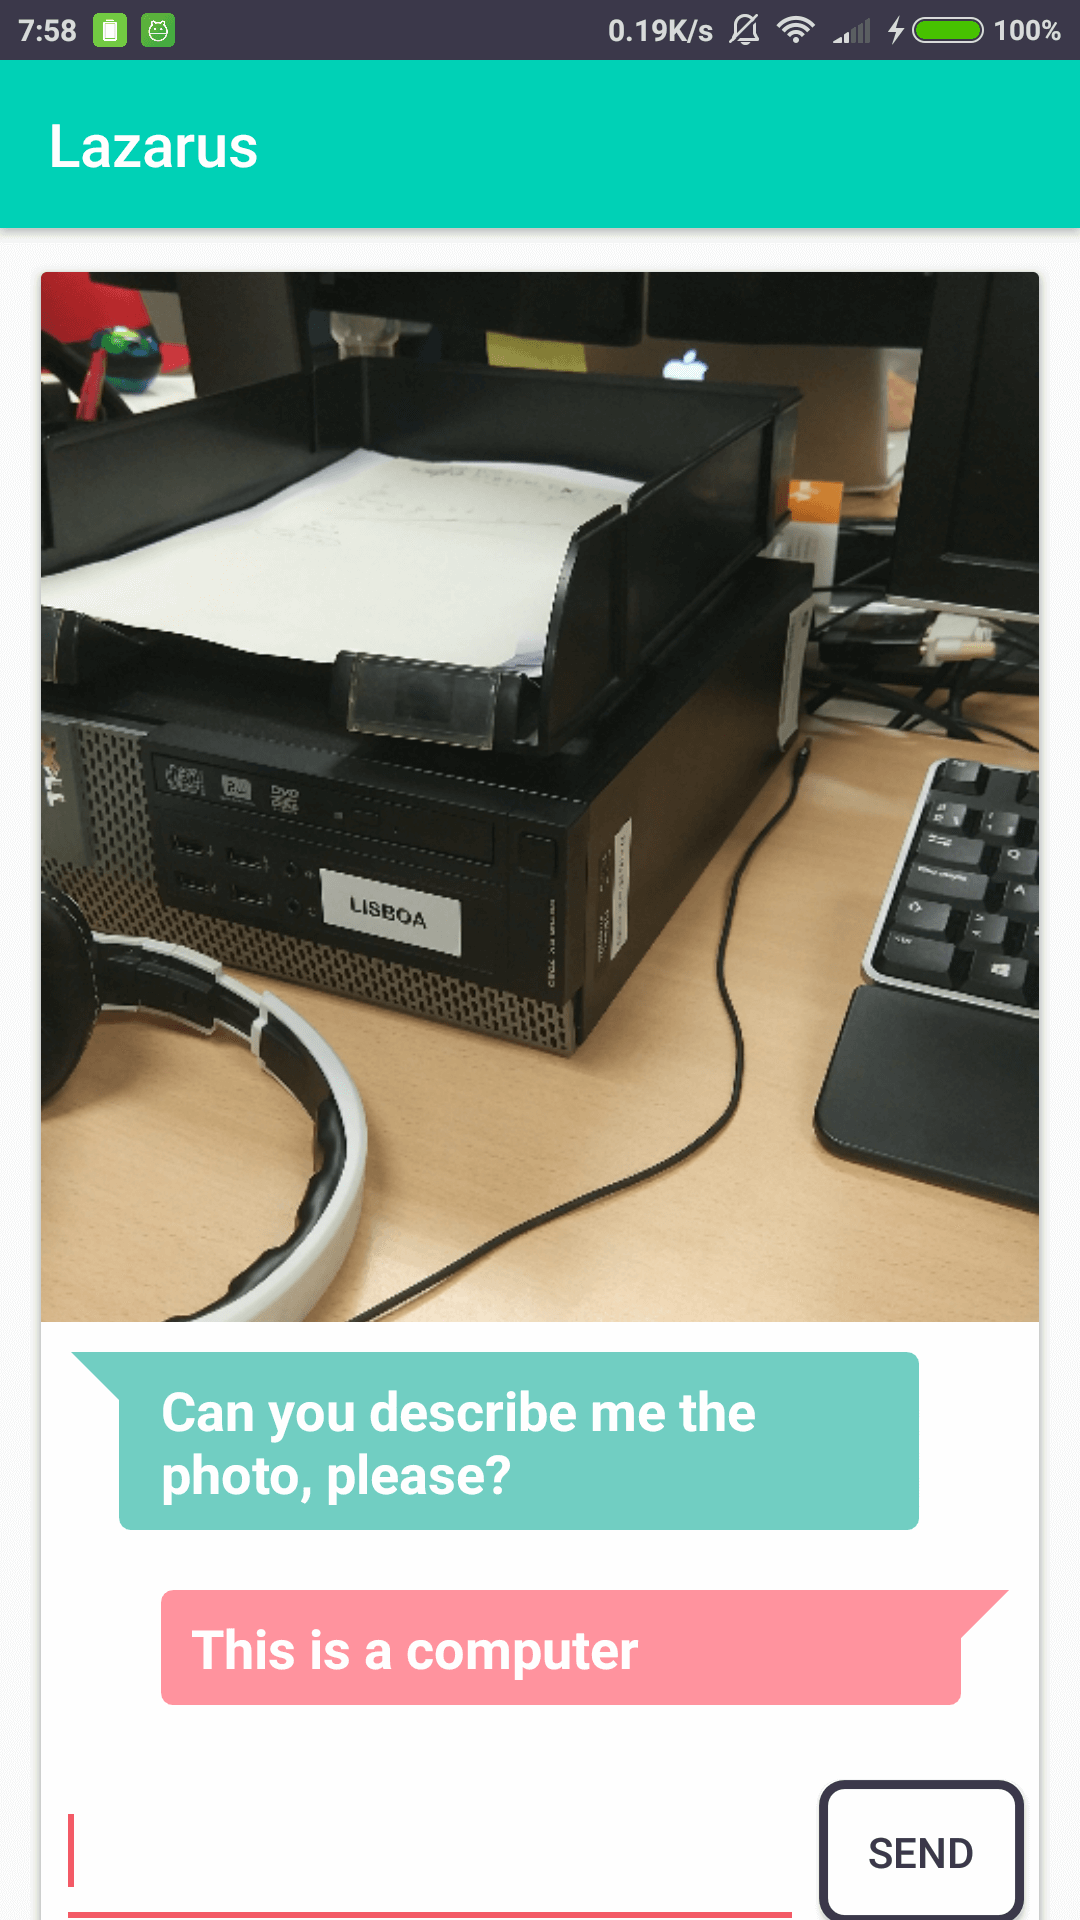 7:58 0.19K/s 100%
Lazarus
DELL
DVD
LISBOA
Can you describe me the
photo, please?
This is a computer
SEND